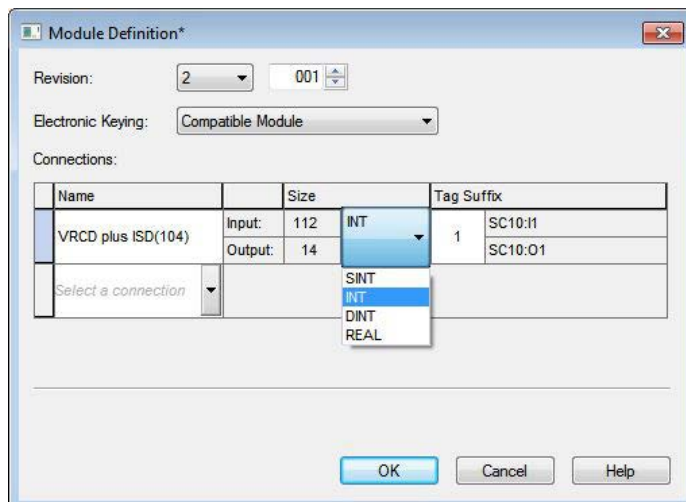 Module Definition*
Revision: 2 001
Electronic Keying: Compatible Module
Connections:
Name Size Tag Suffix
VRCD plus ISD(104) Input: 112 INT 1 SC10:I1
Output: 14 SC10:O1
Select a connection
SINT
INT
DINT
REAL
OK Cancel Help